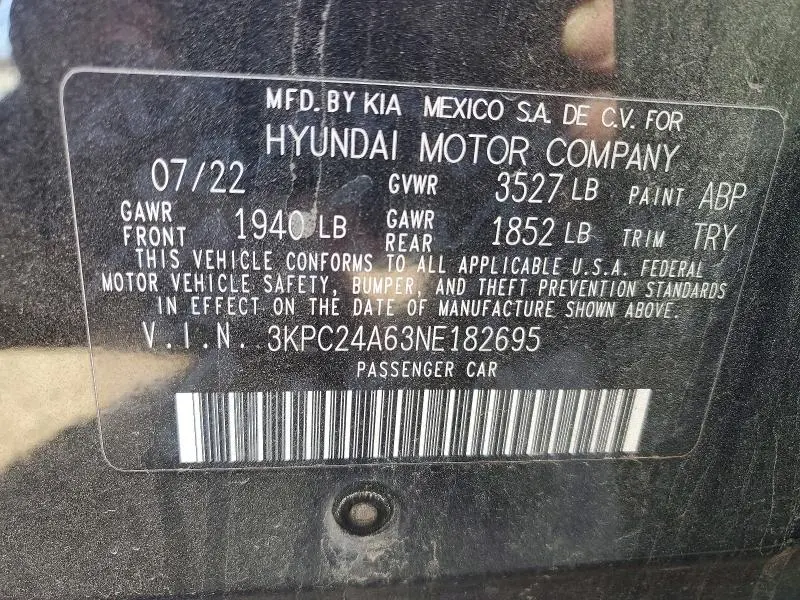 MFD. BY KIA MEXICO S.A. DE C.V. FOR
HYUNDAI MOTOR COMPANY
07/22 GVWR 3527 LB PAINT ABP
GAWR FRONT 1940 LB GAWR REAR 1852 LB TRIM TRY
THIS VEHICLE CONFORMS TO ALL APPLICABLE U.S.A. FEDERAL
MOTOR VEHICLE SAFETY, BUMPER, AND THEFT PREVENTION STANDARDS
IN EFFECT ON THE DATE OF MANUFACTURE SHOWN ABOVE.
V.I.N. 3KPC24A63NE182695
PASSENGER CAR